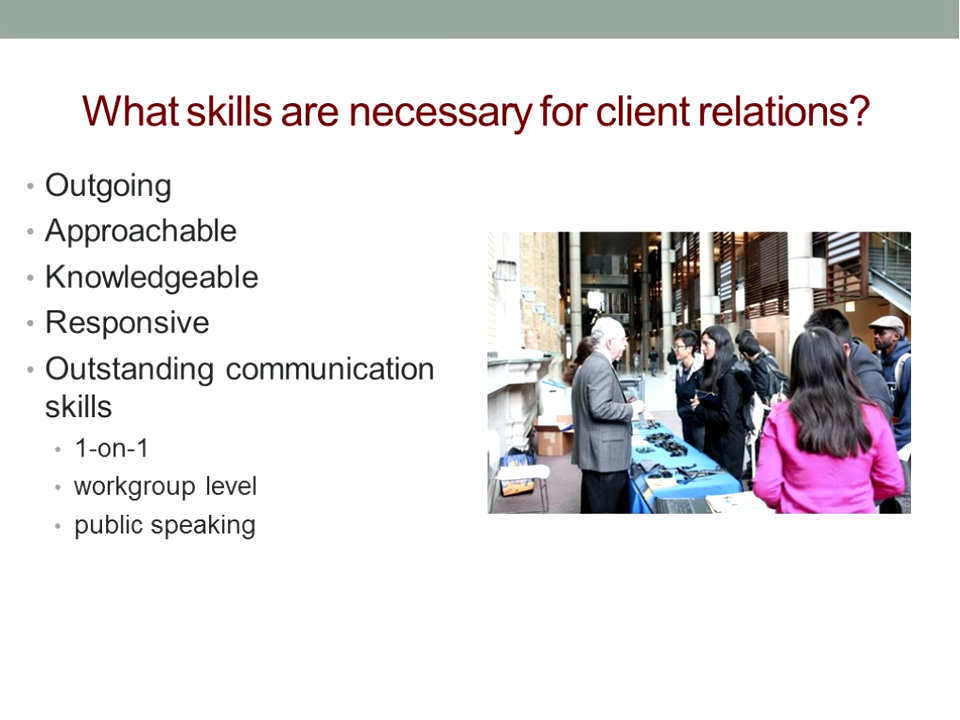 What skills are necessary for client relations?
• Outgoing
• Approachable
• Knowledgeable
• Responsive
• Outstanding communication
skills
• 1-on-1
• workgroup level
• public speaking